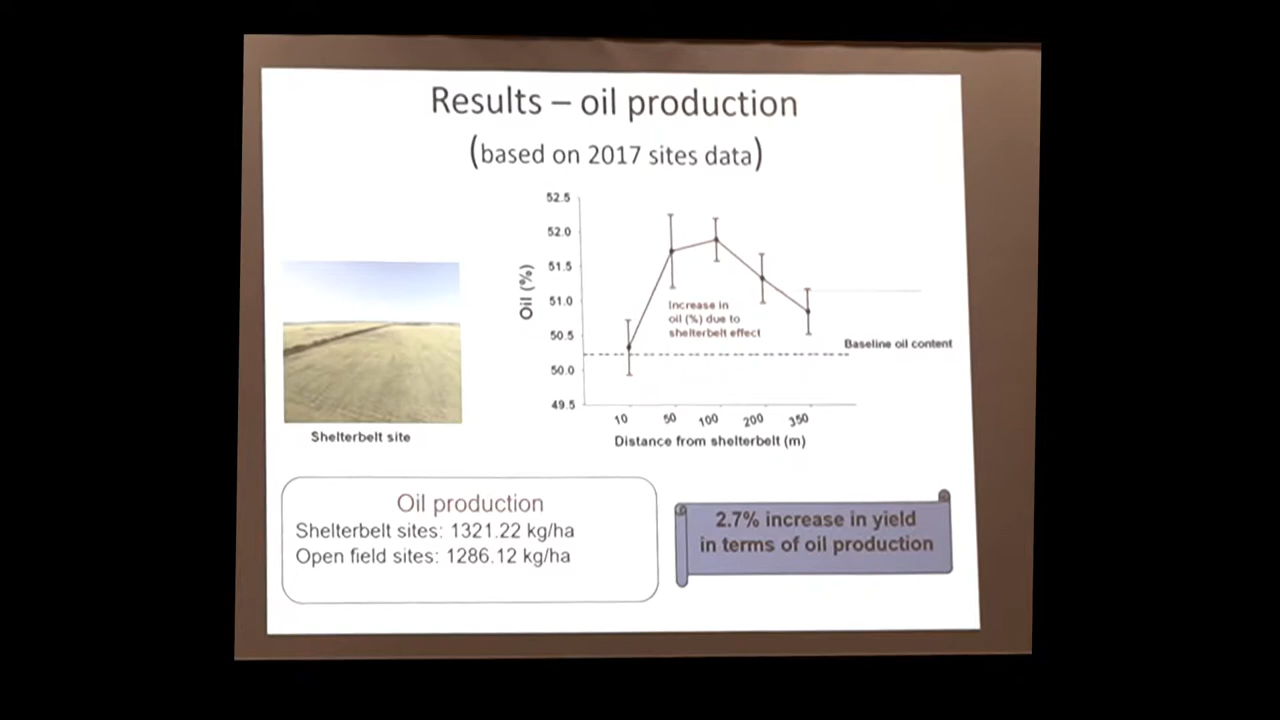 Results – oil production
(based on 2017 sites data)
52.5
52.0
51.5
51.0
50.5
50.0
49.5
Oil (%)
Increase in
oil (%) due to
shelterbelt effect
Baseline oil content
10 50 100 200 350
Distance from shelterbelt (m)
Shelterbelt site
Oil production
Shelterbelt sites: 1321.22 kg/ha
Open field sites: 1286.12 kg/ha
2.7% increase in yield
in terms of oil production